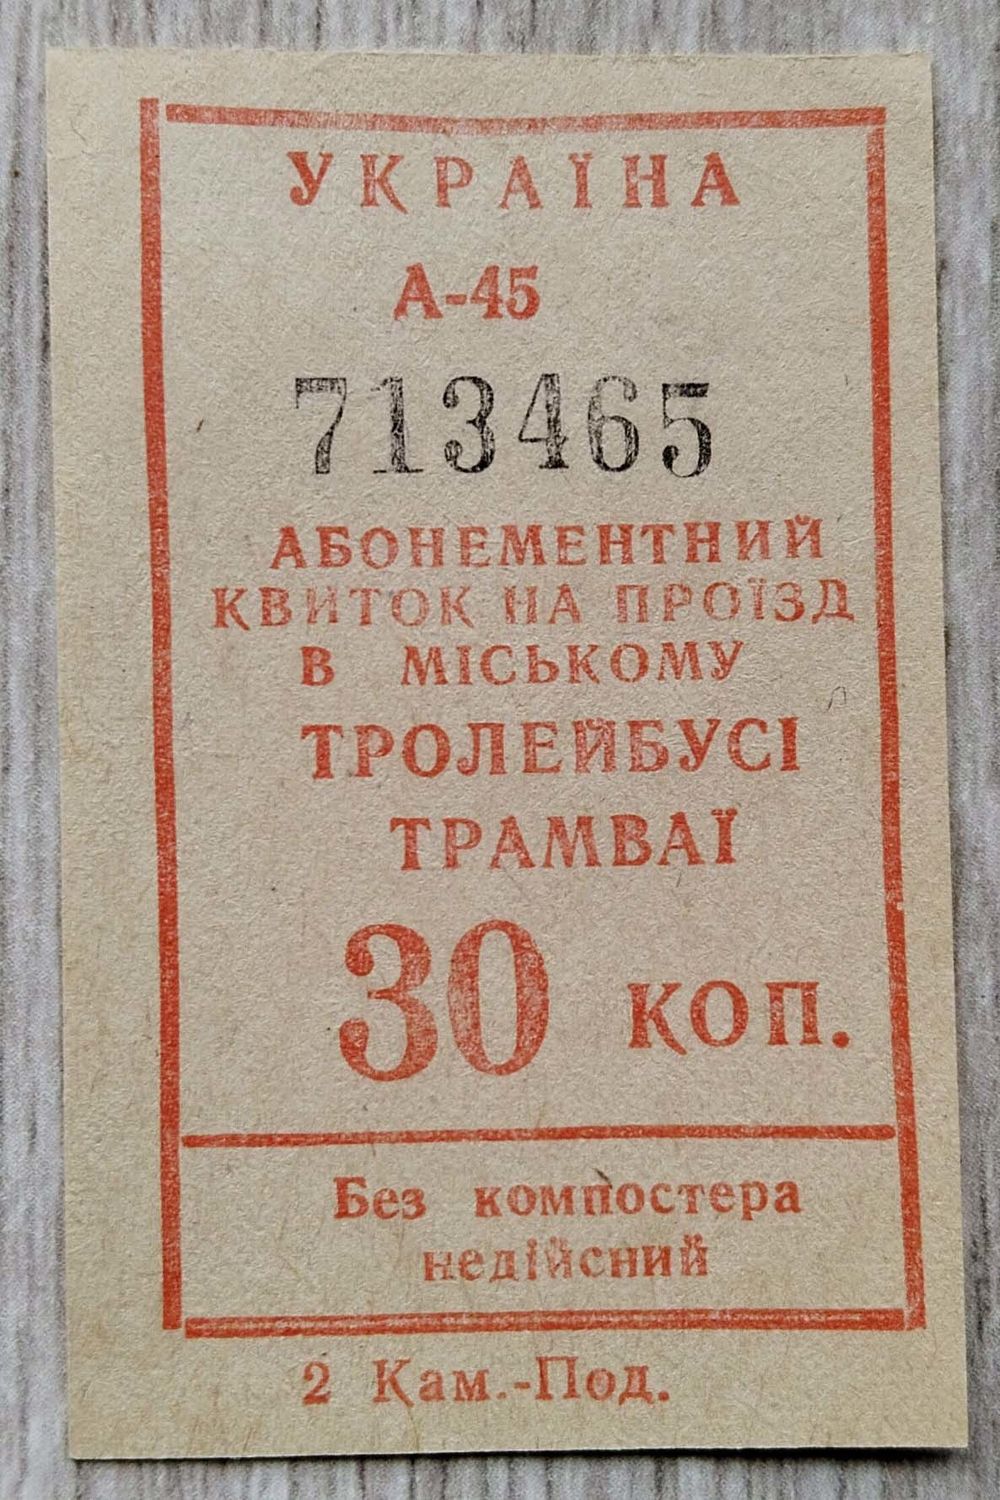 УКРАЇНА
А-45
713465
АБОНЕМЕНТНИЙ
КВИТОК НА ПРОЇЗД
В МІСЬКОМУ
ТРОЛЕЙБУСІ
ТРАМВАЇ
30 КОП.
Без компостера
недійсний
2 Кам.-Под.